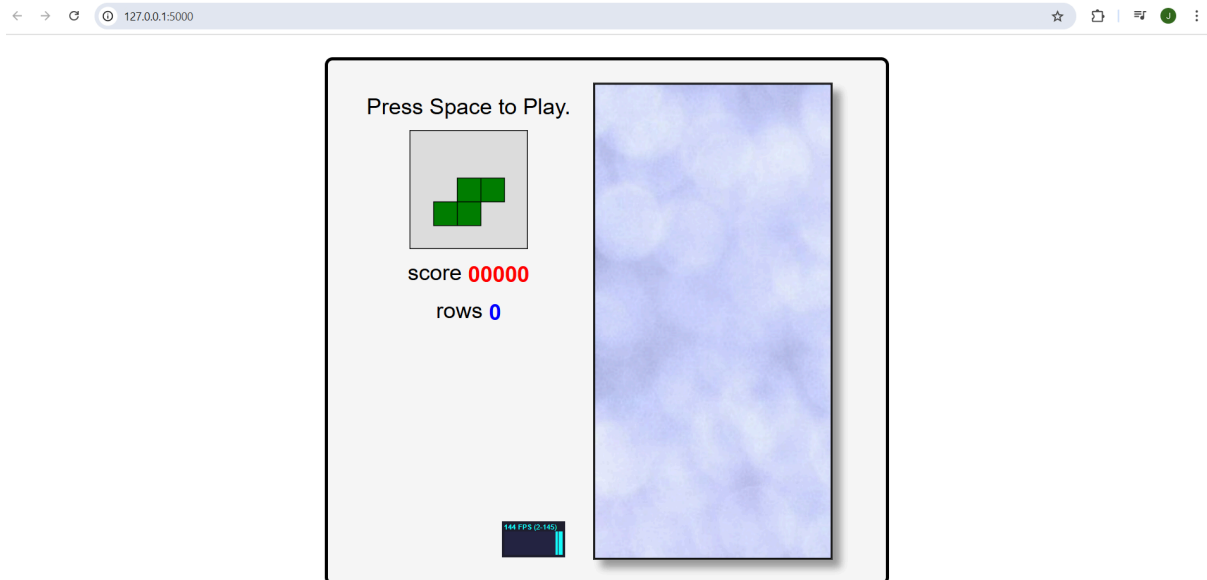 127.0.0.1:5000
J
Press Space to Play.
score 00000
rows 0
144 FPS (2-145)